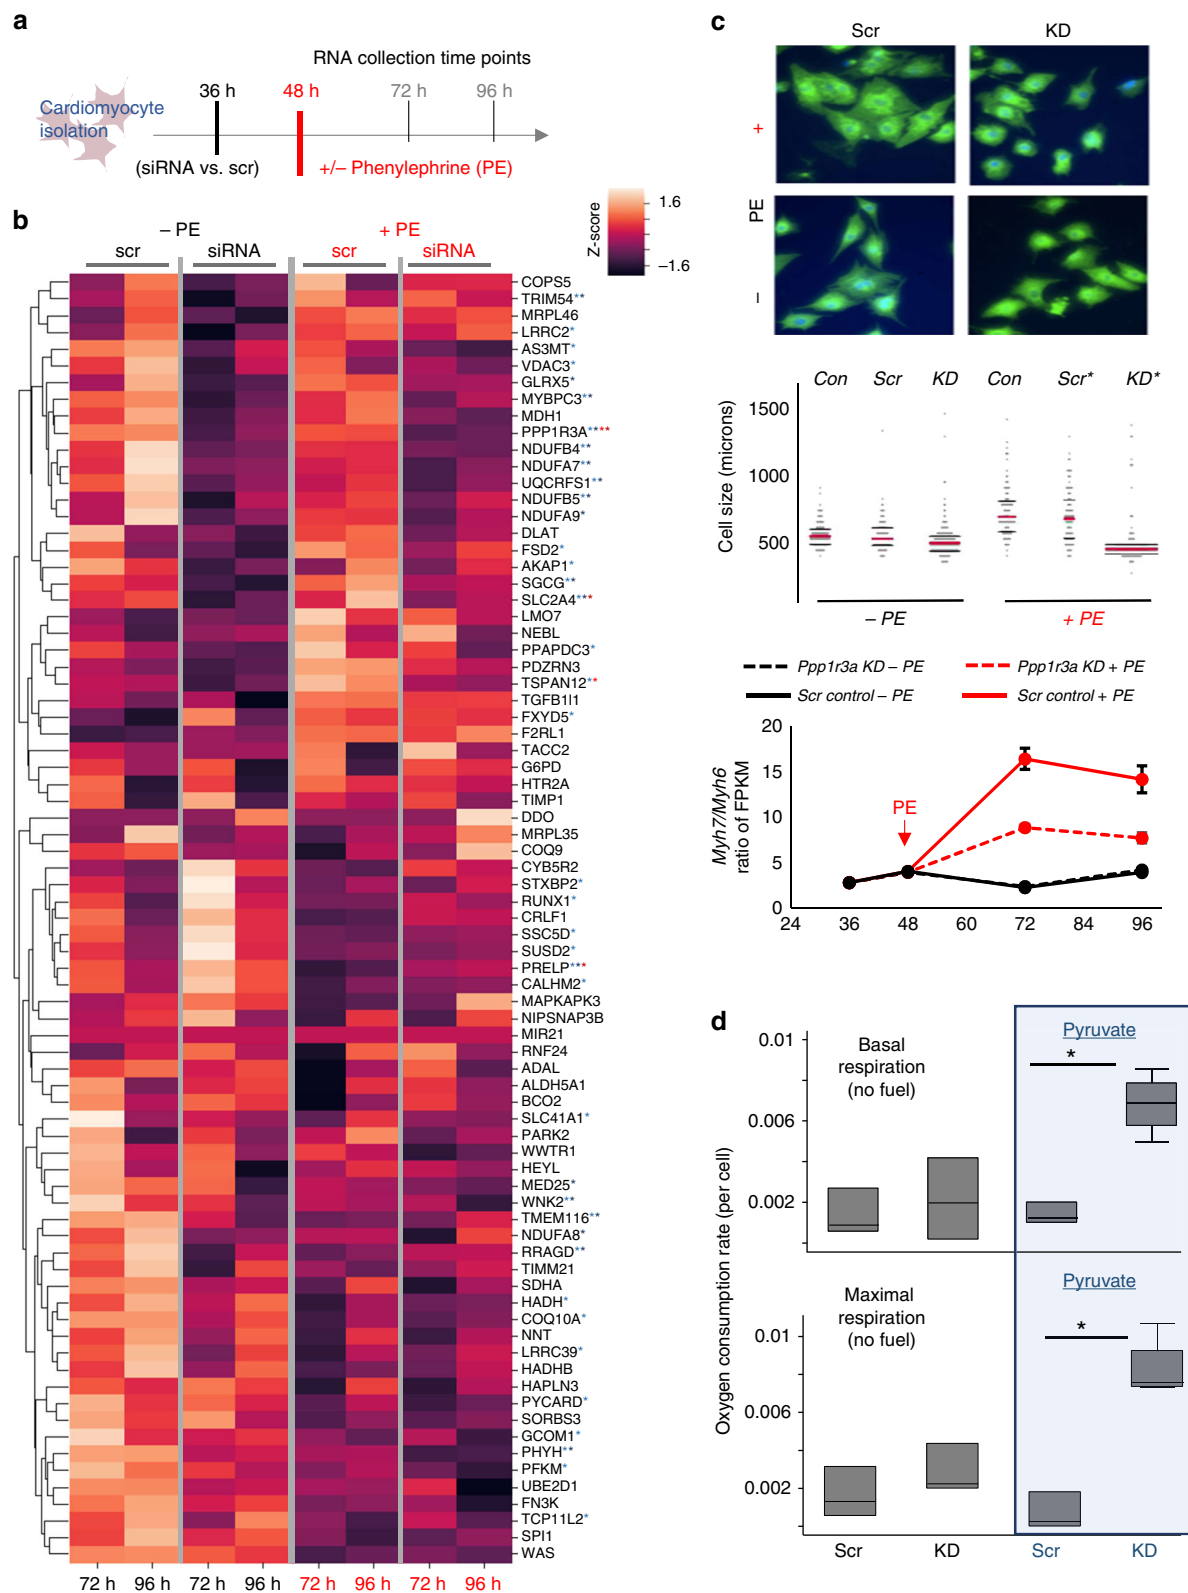 a
RNA collection time points
Cardiomyocyte
isolation
36 h
48 h
72 h
96 h
(siRNA vs. scr)
+/– Phenylephrine (PE)
b
– PE
+ PE
scr
siRNA
scr
siRNA
Z-score
1.6
–1.6
COPS5
TRIM54**
MRPL46
LRRC2*
AS3MT*
VDAC3*
GLRX5*
MYBPC3**
MDH1
PPP1R3A*****
NDUFB4**
NDUFA7**
UQCRFS1**
NDUFB5**
NDUFA9*
DLAT
FSD2*
AKAP1*
SGCG**
SLC2A4***
LMO7
NEBL
PPAPDC3*
PDZRN3
TSPAN12**
TGFB1I1
FXYD5*
F2RL1
TACC2
G6PD
HTR2A
TIMP1
DDO
MRPL35
COQ9
CYB5R2
STXBP2*
RUNX1*
CRLF1
SSC5D*
SUSD2*
PRELP***
CALHM2*
MAPKAPK3
NIPSNAP3B
MIR21
RNF24
ADAL
ALDH5A1
BCO2
SLC41A1*
PARK2
WWTR1
HEYL
MED25*
WNK2**
TMEM116**
NDUFA8*
RRAGD**
TIMM21
SDHA
HADH*
COQ10A*
NNT
LRRC39*
HADHB
HAPLN3
PYCARD*
SORBS3
GCOM1*
PHYH**
PFKM*
UBE2D1
FN3K
TCP11L2*
SPI1
WAS
72 h 96 h 72 h 96 h 72 h 96 h 72 h 96 h
c
Scr
KD
+
PE
–
Con Scr KD Con Scr* KD*
Cell size (microns)
1500
1000
500
– PE
+ PE
Ppp1r3a KD – PE
Ppp1r3a KD + PE
Scr control – PE
Scr control + PE
Myh7/Myh6
ratio of FPKM
20
15
10
5
0
PE
24 36 48 60 72 84 96
d
Oxygen consumption rate (per cell)
0.01
0.006
0.002
Basal
respiration
(no fuel)
Pyruvate
*
0.01
0.006
0.002
Maximal
respiration
(no fuel)
Pyruvate
*
Scr KD Scr KD